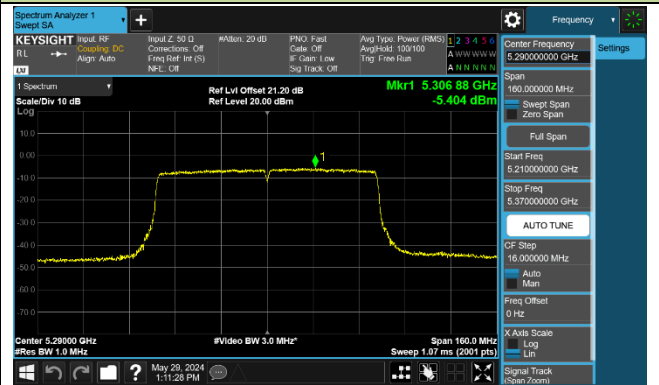 Spectrum Analyzer 1
Swept SA
Frequency
KEYSIGHT
RL
LXI
Input: RF
Coupling: DC
Align: Auto
Input Z: 50 Ω
Corrections: Off
Freq Ref: Int (S)
NFE: Off
#Atten: 20 dB
PNO: Fast
Gate: Off
IF Gain: Low
Sig Track: Off
Avg Type: Power (RMS)
Avg|Hold: 100/100
Trig: Free Run
1 2 3 4 5 6
A W W W W W
A N N N N N
1 Spectrum
Scale/Div 10 dB
Log
Ref Lvl Offset 21.20 dB
Ref Level 20.00 dBm
Mkr1 5.306 88 GHz
-5.404 dBm
10.0
0.00
-10.0
-20.0
-30.0
-40.0
-50.0
-60.0
-70.0
1
Center 5.29000 GHz
#Res BW 1.0 MHz
#Video BW 3.0 MHz*
Span 160.0 MHz
Sweep 1.07 ms (2001 pts)
May 29, 2024
1:11:28 PM
Center Frequency
5.290000000 GHz
Settings
Span
160.000000 MHz
Swept Span
Zero Span
Full Span
Start Freq
5.210000000 GHz
Stop Freq
5.370000000 GHz
AUTO TUNE
CF Step
16.000000 MHz
Auto
Man
Freq Offset
0 Hz
X Axis Scale
Log
Lin
Signal Track
(Span Zoom)